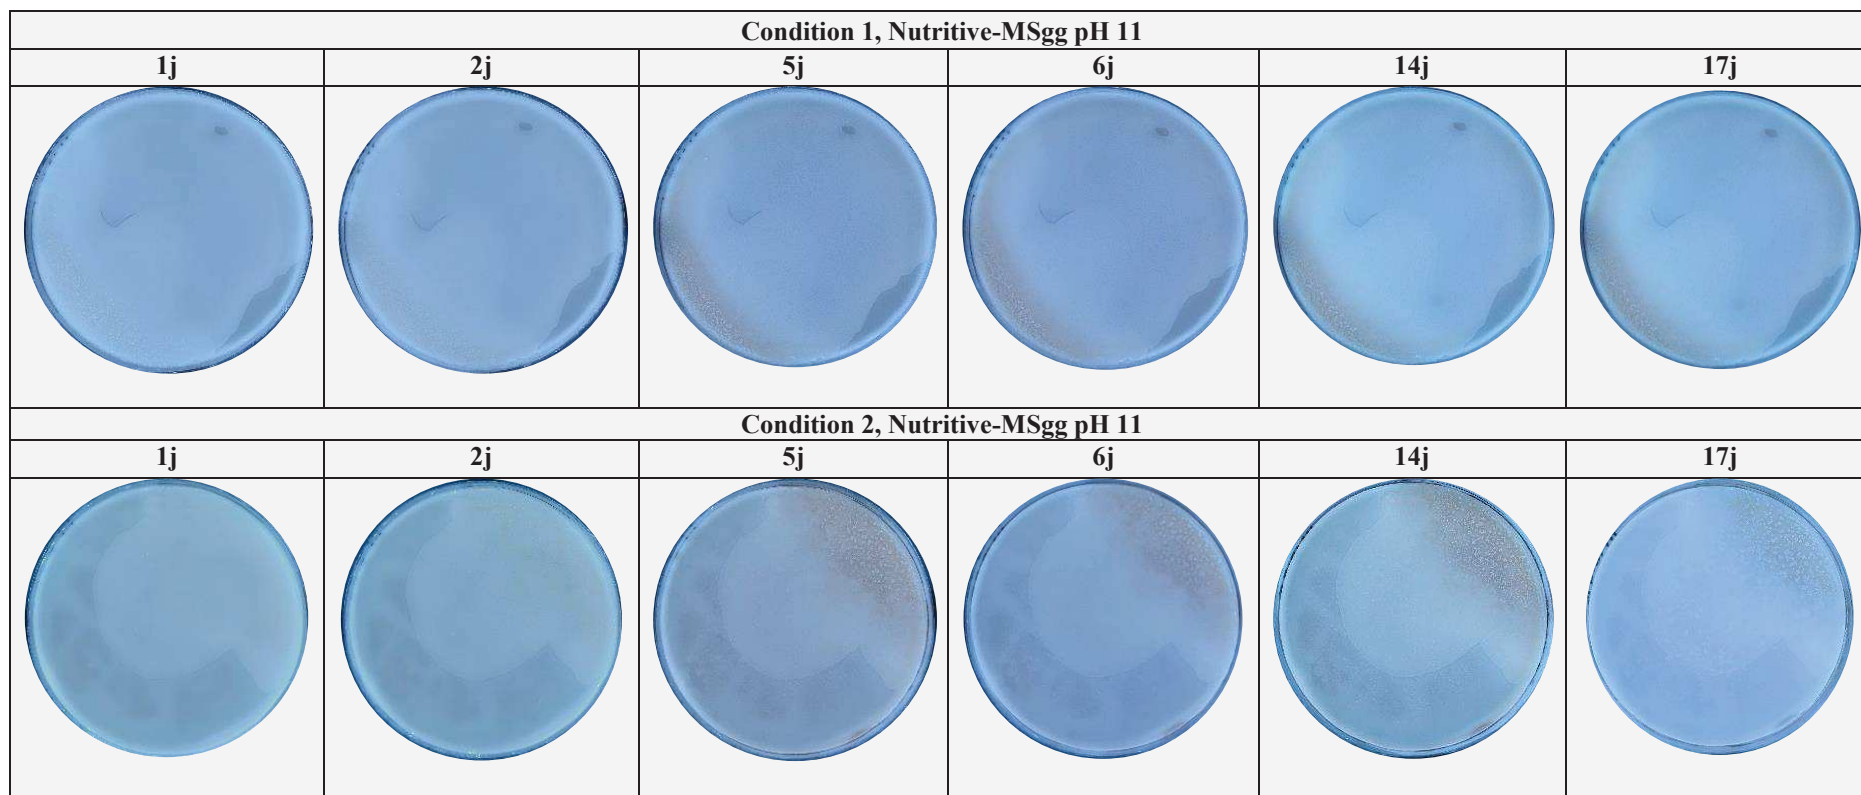 Condition 1, Nutritive-MSgg pH 11
1j 2j 5j 6j 14j 17j
Condition 2, Nutritive-MSgg pH 11
1j 2j 5j 6j 14j 17j